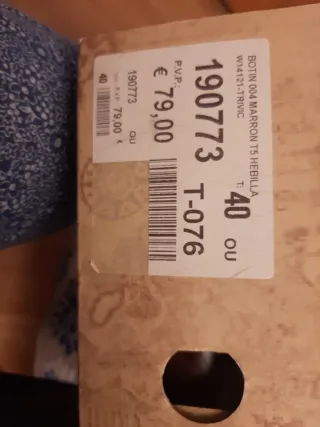 BOTIN 004 MARRON T5 HEBILLA
W14121-TRIVIC
190773
T:
40
OU
P.V.P.:
€ 79,00
T-076
190773
OU
P.V.P.
79,00 €
40